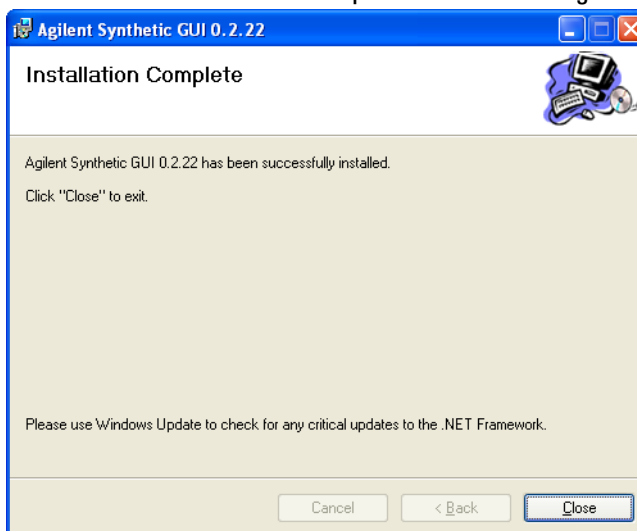 Agilent Synthetic GUI 0.2.22
Installation Complete
Agilent Synthetic GUI 0.2.22 has been successfully installed.
Click "Close" to exit.
Please use Windows Update to check for any critical updates to the .NET Framework.
Cancel < Back Close